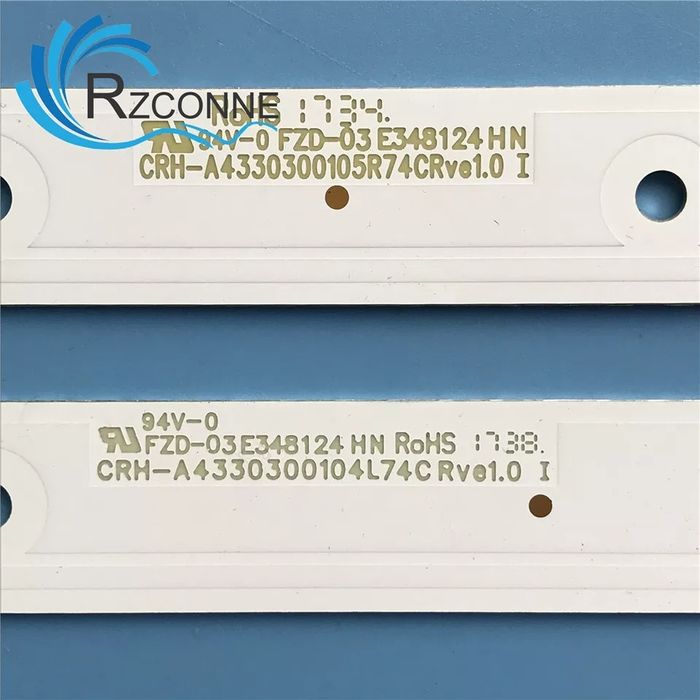 RZCONNE
RoHS 1734.
94V-0 FZD-03 E348124 HN
CRH-A4330300105R74CRve1.0 I
94V-0
FZD-03 E348124 HN RoHS 1738.
CRH-A4330300104L74C Rve1.0 I